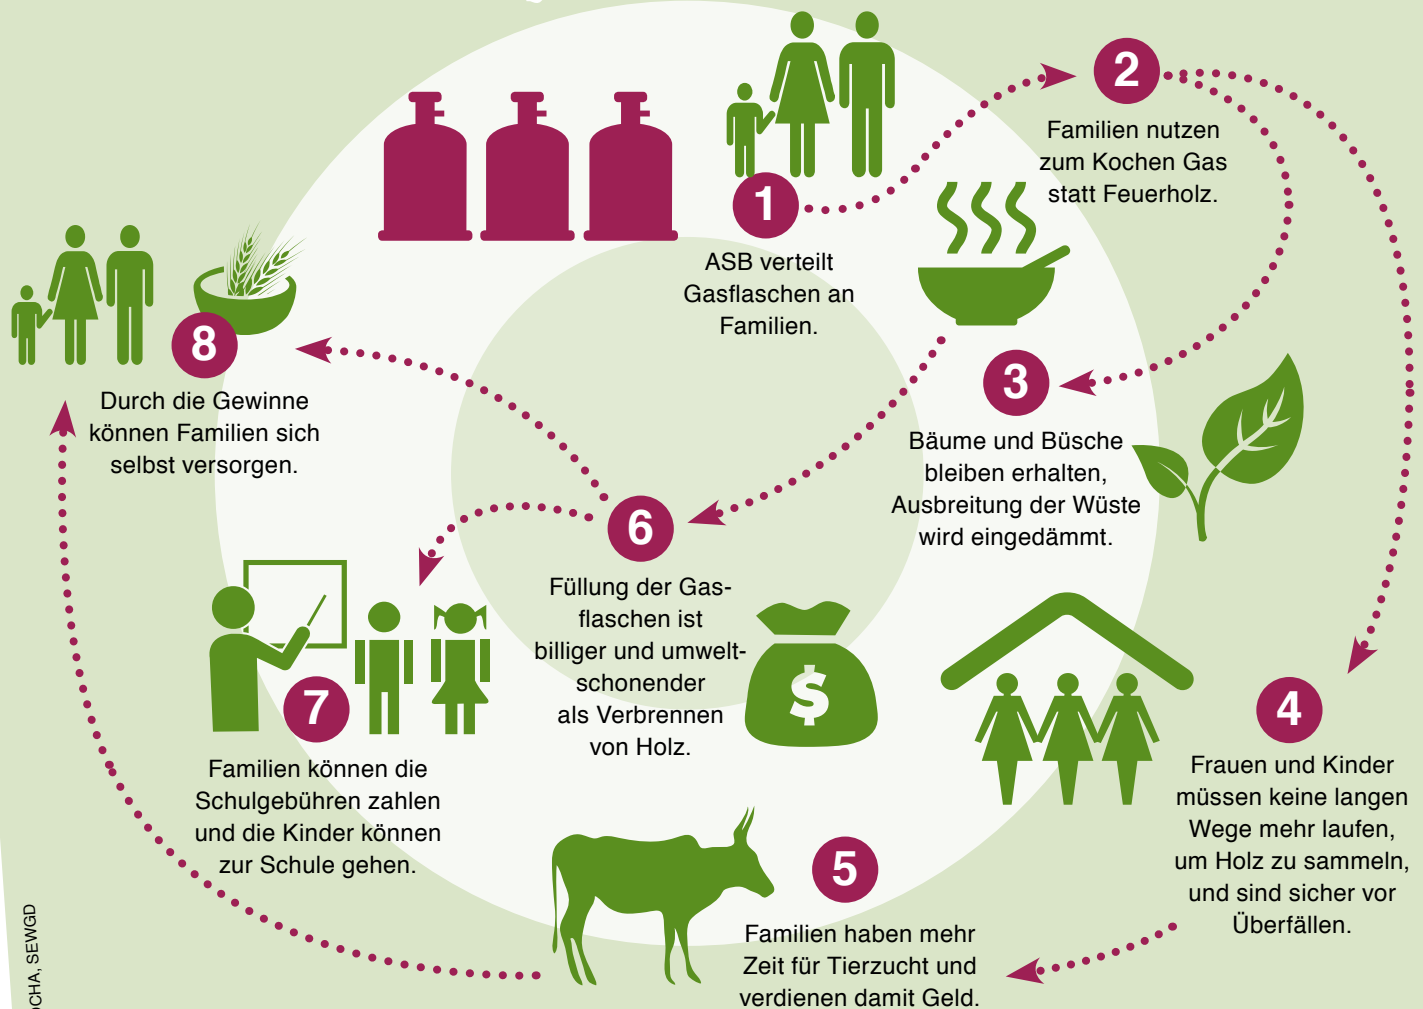 1
ASB verteilt
Gasflaschen an
Familien.
2
Familien nutzen
zum Kochen Gas
statt Feuerholz.
3
Bäume und Büsche
bleiben erhalten,
Ausbreitung der Wüste
wird eingedämmt.
4
Frauen und Kinder
müssen keine langen
Wege mehr laufen,
um Holz zu sammeln,
und sind sicher vor
Überfällen.
5
Familien haben mehr
Zeit für Tierzucht und
verdienen damit Geld.
6
Füllung der Gas-
flaschen ist
billiger und umwelt-
schonender
als Verbrennen
von Holz.
$
7
Familien können die
Schulgebühren zahlen
und die Kinder können
zur Schule gehen.
8
Durch die Gewinne
können Familien sich
selbst versorgen.
SEWGD